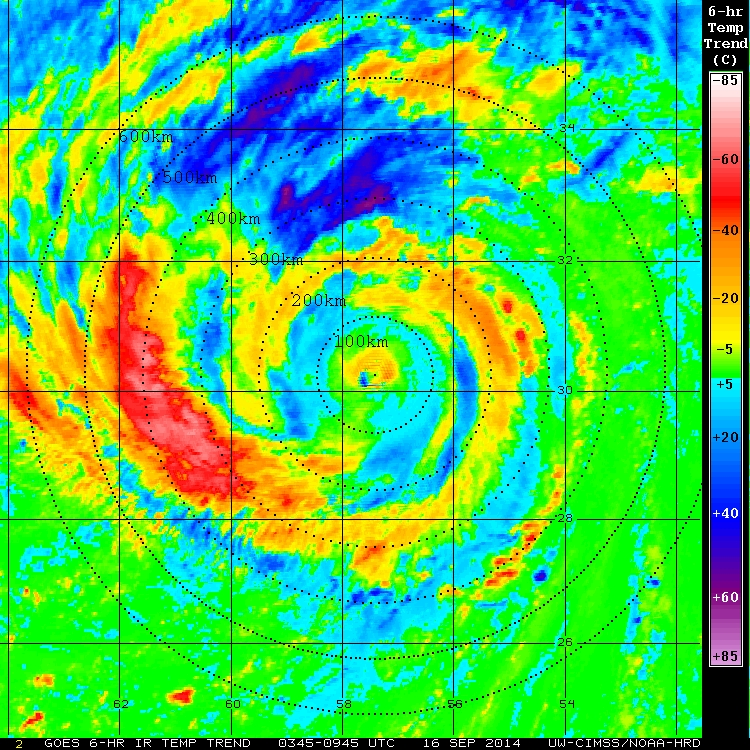 6-hr
Temp
Trend
(C)
-85
-60
-40
-20
-5
+5
+20
+40
+60
+85
600km
500km
400km
300km
200km
100km
34
32
30
28
26
62 60 58 56 54
2 GOES 6-HR IR TEMP TREND 0345-0945 UTC 16 SEP 2014 UW-CIMSS/NOAA-HRD